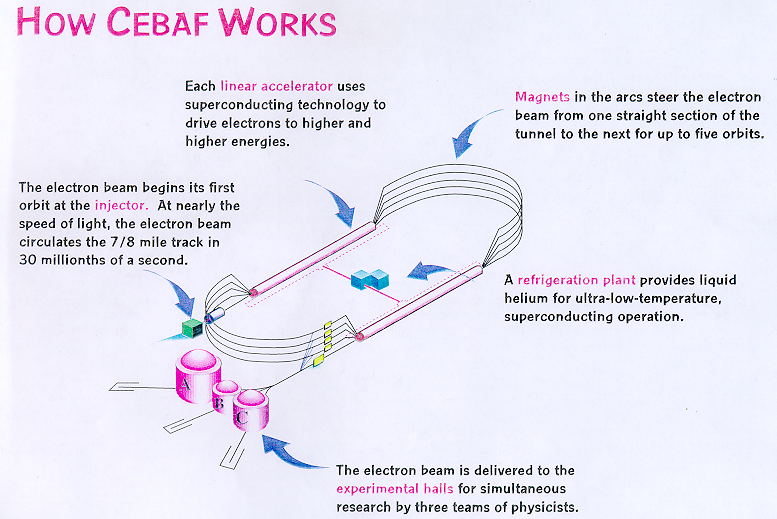 HOW CEBAF WORKS
Each linear accelerator uses
superconducting technology to
drive electrons to higher and
higher energies.
Magnets in the arcs steer the electron
beam from one straight section of the
tunnel to the next for up to five orbits.
The electron beam begins its first
orbit at the injector. At nearly the
speed of light, the electron beam
circulates the 7/8 mile track in
30 millionths of a second.
A refrigeration plant provides liquid
helium for ultra-low-temperature,
superconducting operation.
A
B
C
The electron beam is delivered to the
experimental halls for simultaneous
research by three teams of physicists.